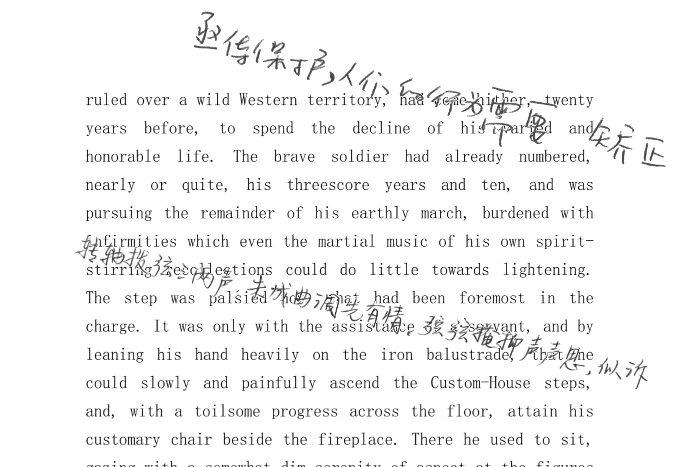 亟待保护,人们的行为需要矫正
ruled over a wild Western territory, had come hither, twenty
years before, to spend the decline of his varied and
honorable life. The brave soldier had already numbered,
nearly or quite, his threescore years and ten, and was
pursuing the remainder of his earthly march, burdened with
infirmities which even the martial music of his own spirit-
转轴拨弦三两声,未成曲调先有情。弦弦掩抑声声思,似诉
stirring recollections could do little towards lightening.
The step was palsied now, that had been foremost in the
charge. It was only with the assistance of a servant, and by
leaning his hand heavily on the iron balustrade, that he
could slowly and painfully ascend the Custom-House steps,
and, with a toilsome progress across the floor, attain his
customary chair beside the fireplace. There he used to sit,
gazing with a somewhat dim serenity of aspect at the figures